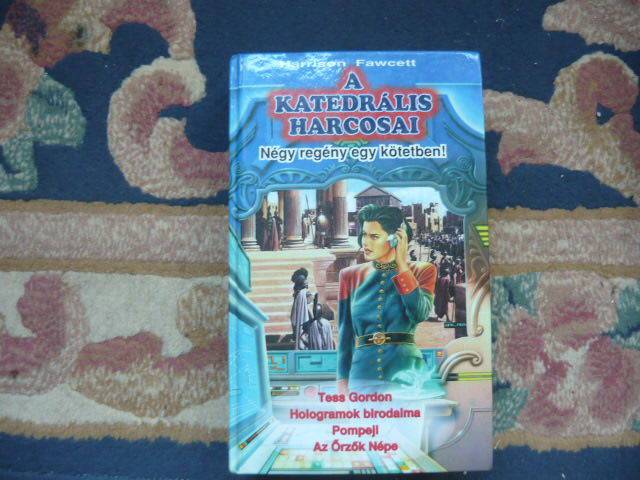 Harrison Fawcett
A
KATEDRÁLIS
HARCOSAI
Négy regény egy kötetben!
Tess Gordon
Hologramok birodalma
Pompeji
Az Őrzők Népe